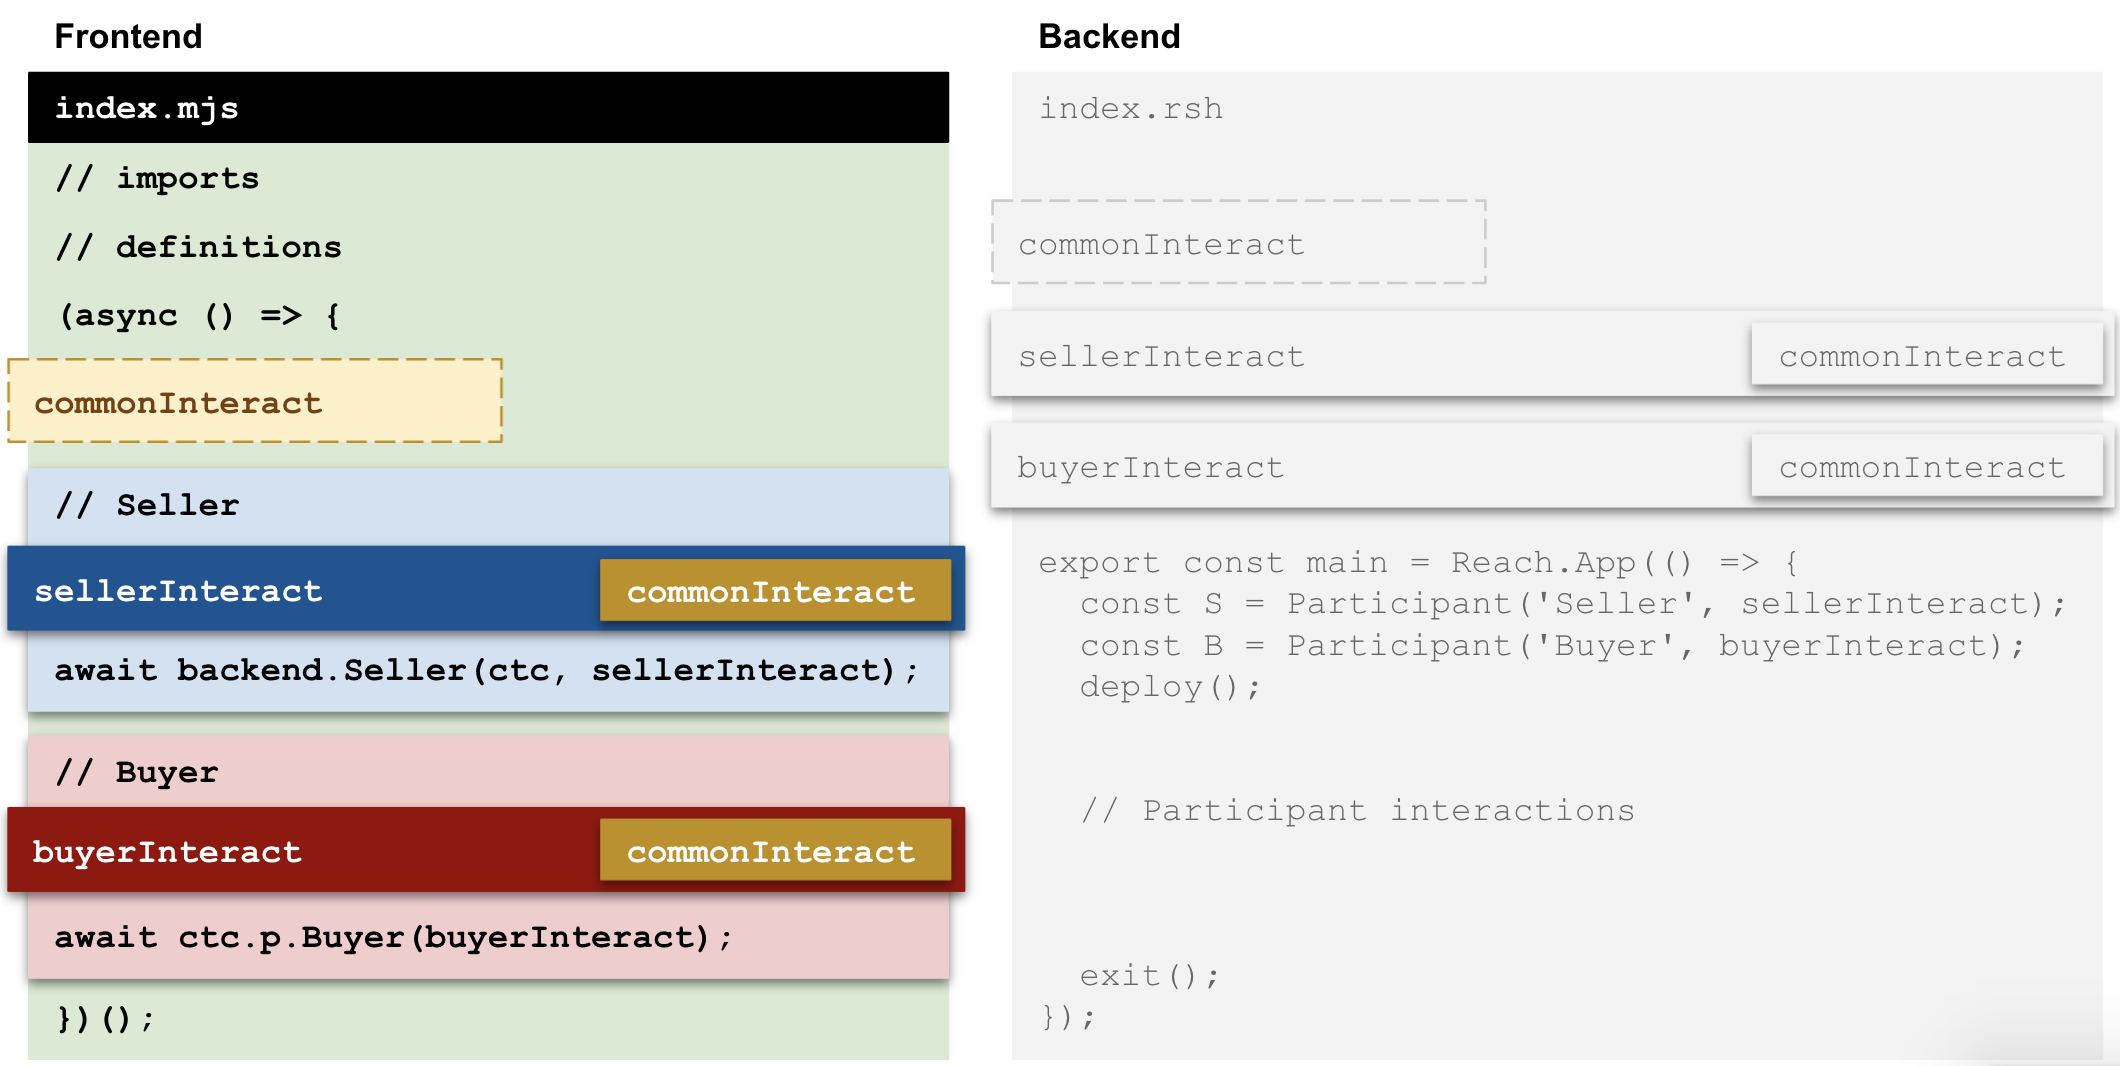 Frontend
index.mjs
// imports
// definitions
(async () => {
commonInteract
// Seller
sellerInteract commonInteract
await backend.Seller(ctc, sellerInteract);
// Buyer
buyerInteract commonInteract
await ctc.p.Buyer(buyerInteract);
})();
Backend
index.rsh
commonInteract
sellerInteract commonInteract
buyerInteract commonInteract
export const main = Reach.App(() => {
const S = Participant('Seller', sellerInteract);
const B = Participant('Buyer', buyerInteract);
deploy();
// Participant interactions
exit();
});